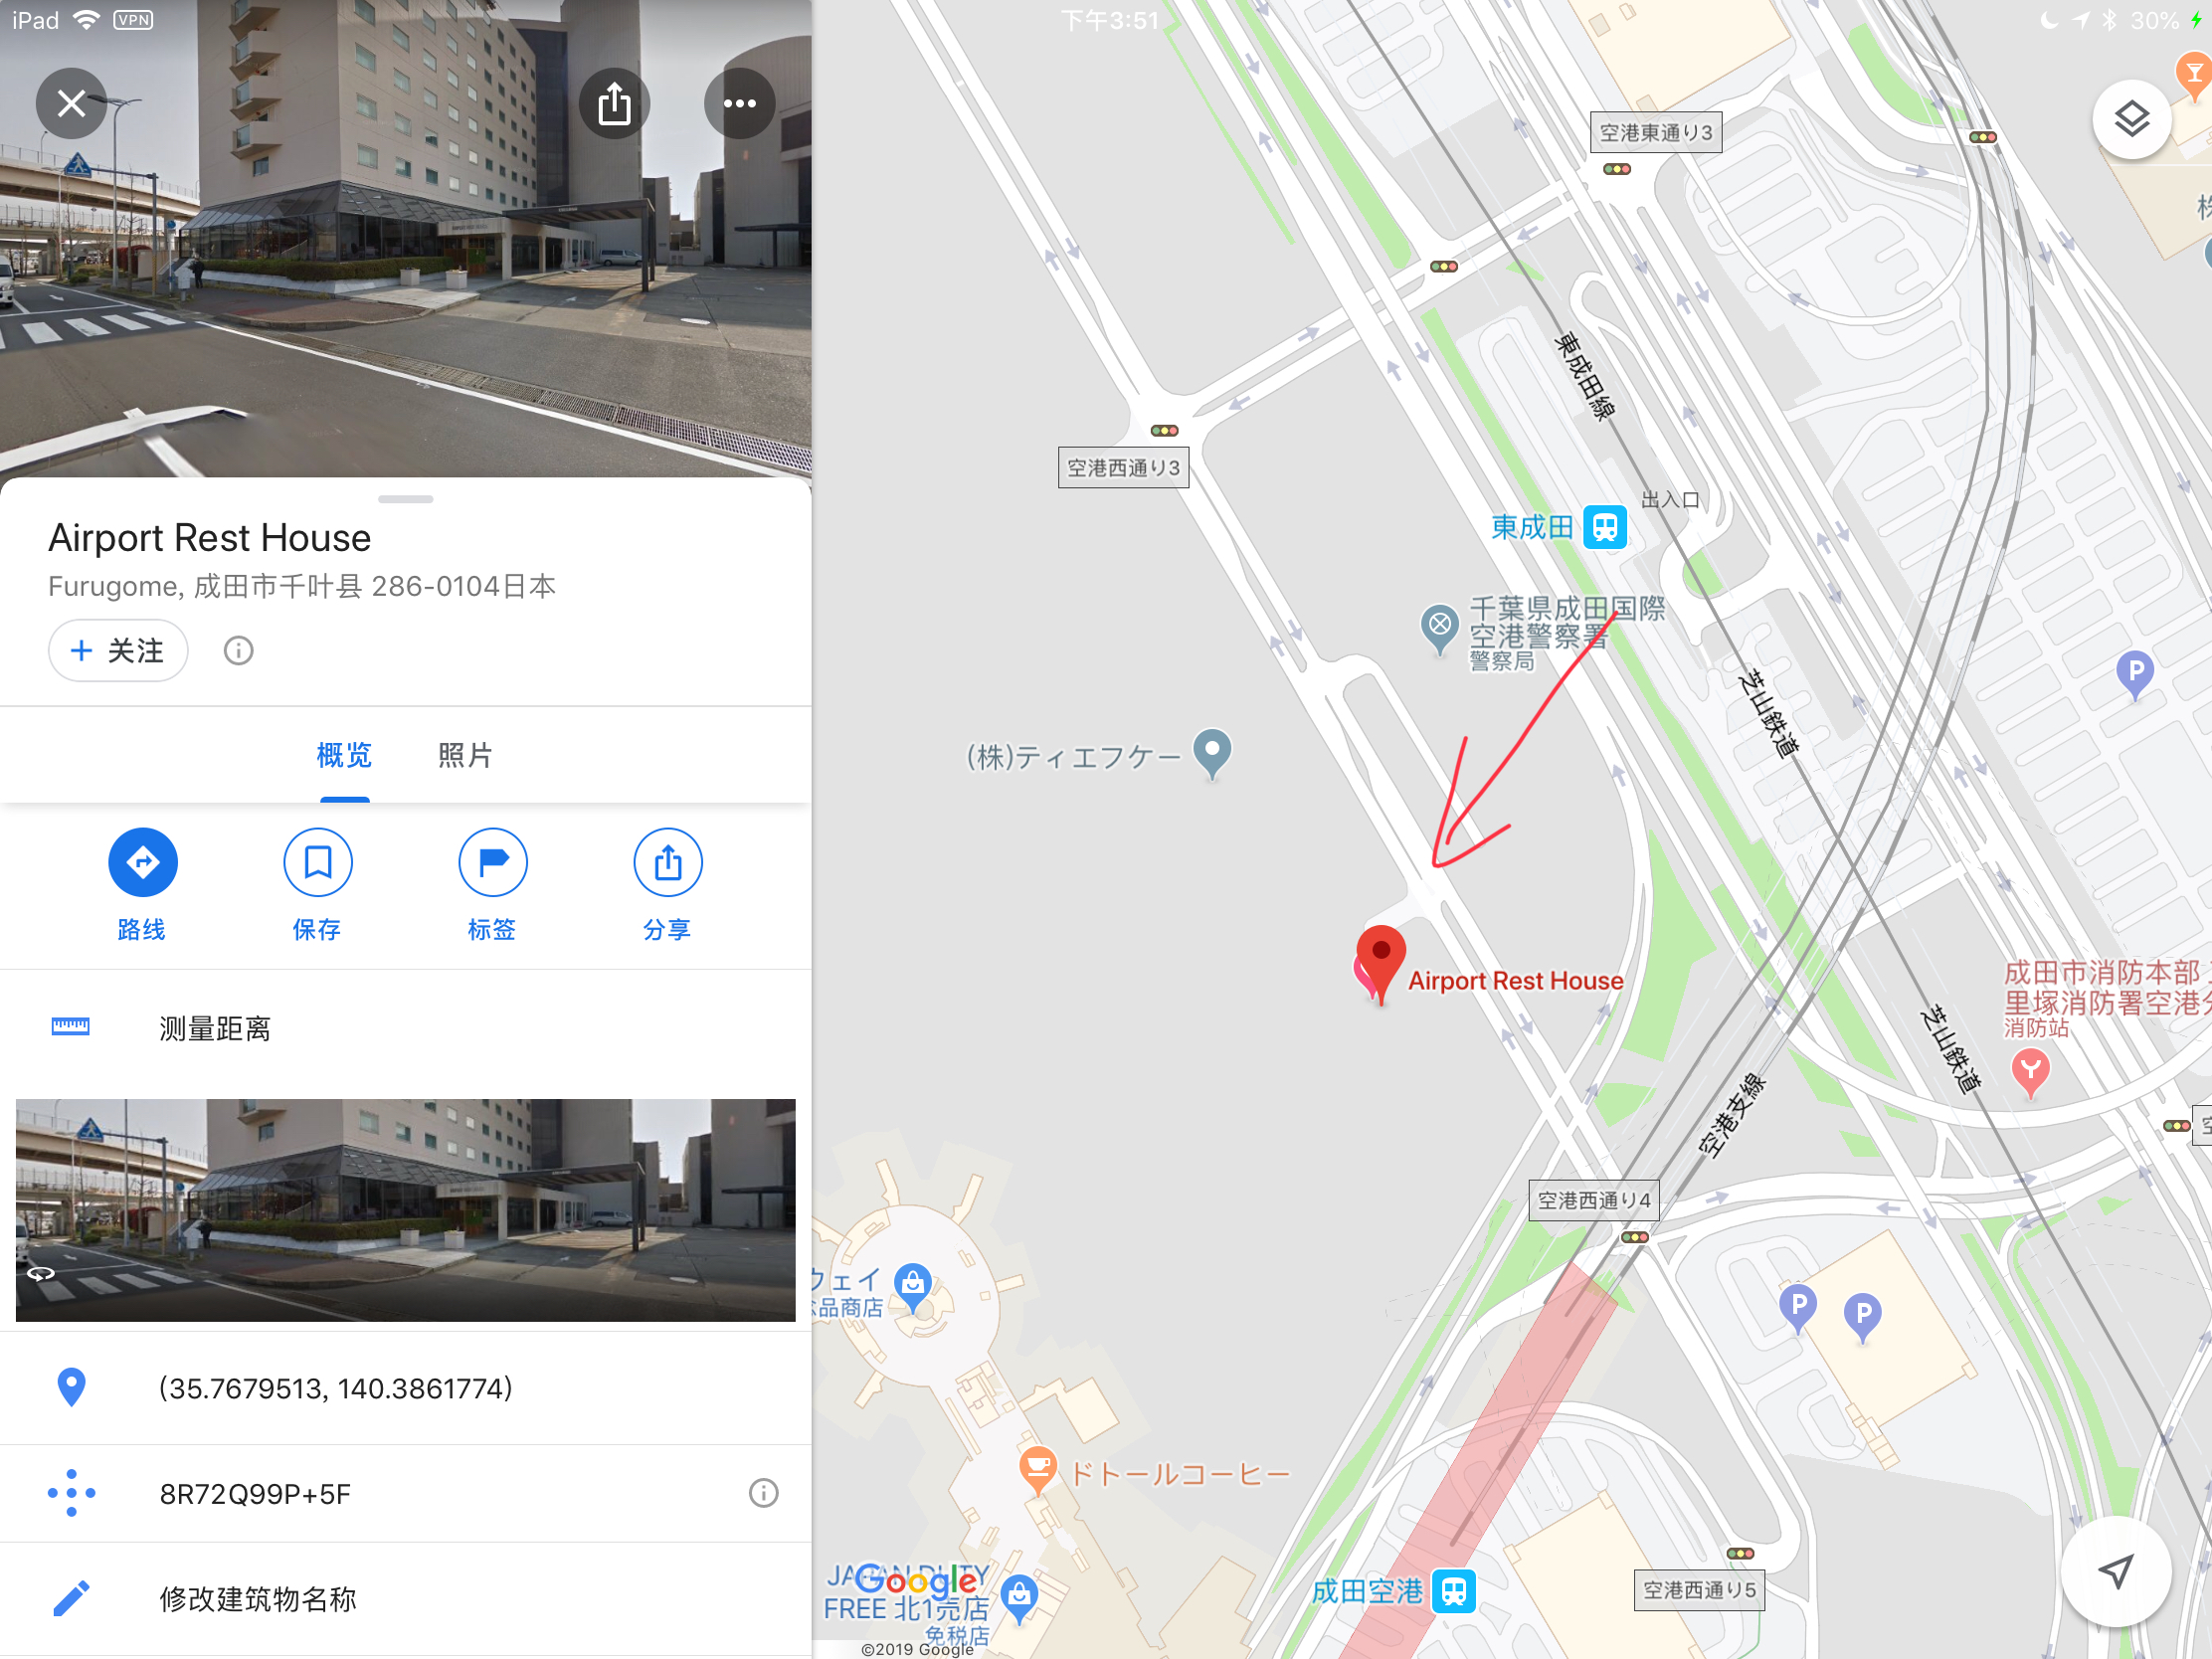 iPad VPN
下午3:51
30%
Airport Rest House
Furugome, 成田市千叶县 286-0104日本
+ 关注
概览
照片
路线
保存
标签
分享
测量距离
(35.7679513, 140.3861774)
8R72Q99P+5F
修改建筑物名称
空港東通り3
空港西通り3
東成田線
出入口
東成田
千葉県成田国際
空港警察署
警察局
芝山鉄道
P
(株)ティエフケー
Airport Rest House
成田市消防本部
里塚消防署空港分
消防站
芝山鉄道
空港支線
空港西通り4
ウェイ
念品商店
P
P
ドトールコーヒー
JAPAN DUTY
FREE 北1売店
免税店
Google
成田空港
空港西通り5
©2019 Google